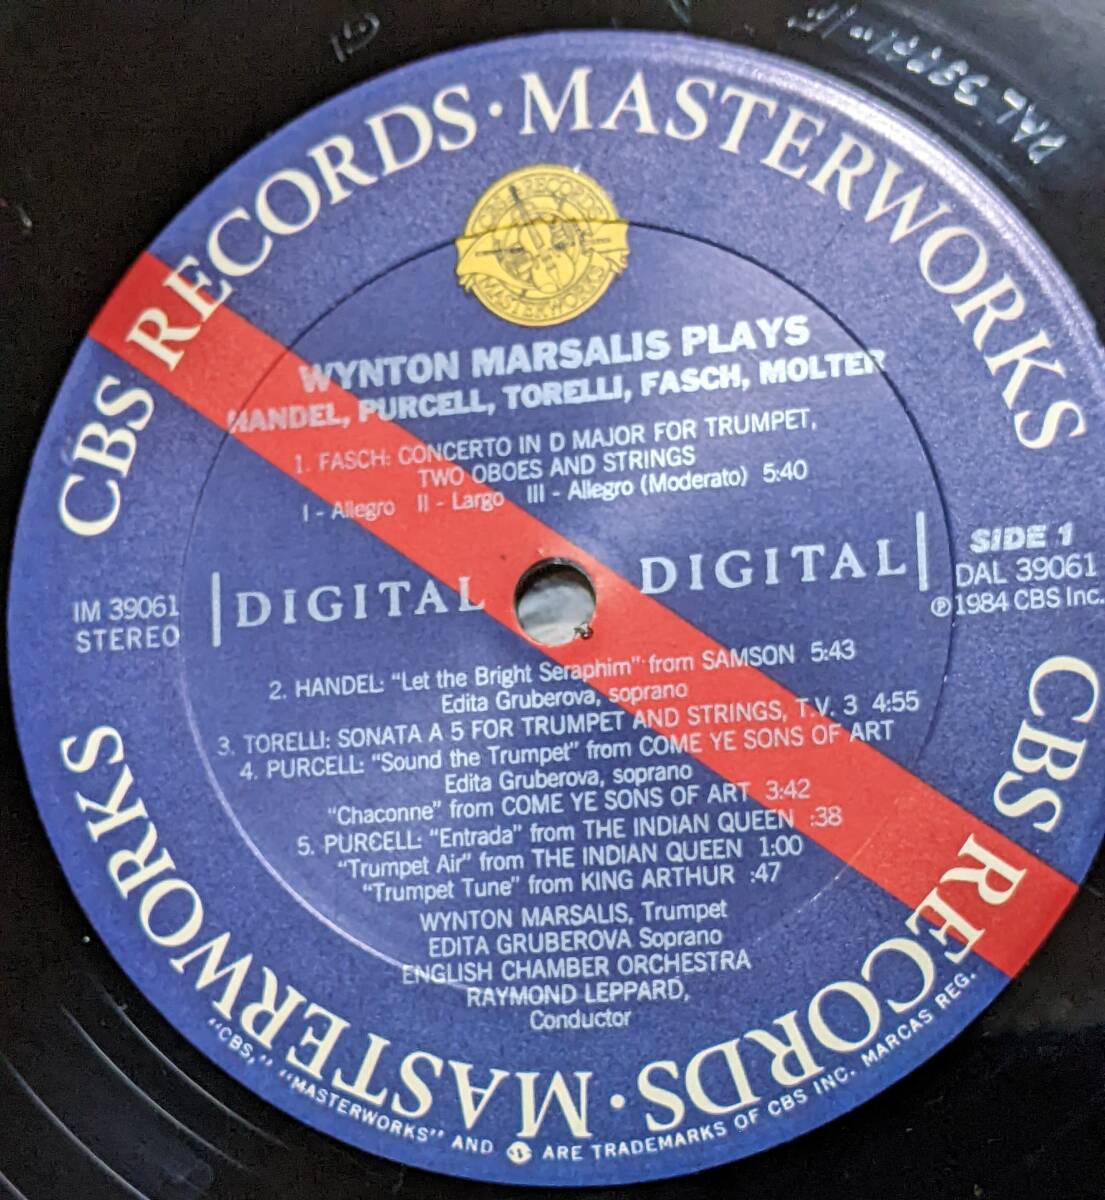 CBS RECORDS · MASTERWORKS
CBS RECORDS
MASTERWORKS
WYNTON MARSALIS PLAYS
HANDEL, PURCELL, TORELLI, FASCH, MOLTER
1. FASCH: CONCERTO IN D MAJOR FOR TRUMPET,
TWO OBOES AND STRINGS
I - Allegro II - Largo III - Allegro (Moderato) 5:40
DIGITAL DIGITAL
IM 39061
STEREO
SIDE 1
DAL 39061
℗ 1984 CBS Inc.
2. HANDEL: "Let the Bright Seraphim" from SAMSON 5:43
Edita Gruberova, soprano
3. TORELLI: SONATA A 5 FOR TRUMPET AND STRINGS, T.V. 3 4:55
4. PURCELL: "Sound the Trumpet" from COME YE SONS OF ART
Edita Gruberova, soprano
"Chaconne" from COME YE SONS OF ART 3:42
5. PURCELL: "Entrada" from THE INDIAN QUEEN :38
"Trumpet Air" from THE INDIAN QUEEN 1:00
"Trumpet Tune" from KING ARTHUR :47
WYNTON MARSALIS, Trumpet
EDITA GRUBEROVA Soprano
ENGLISH CHAMBER ORCHESTRA
RAYMOND LEPPARD,
Conductor
CBS RECORDS · MASTERWORKS
"CBS," "MASTERWORKS" AND ARE TRADEMARKS OF CBS INC. MARCAS REG.